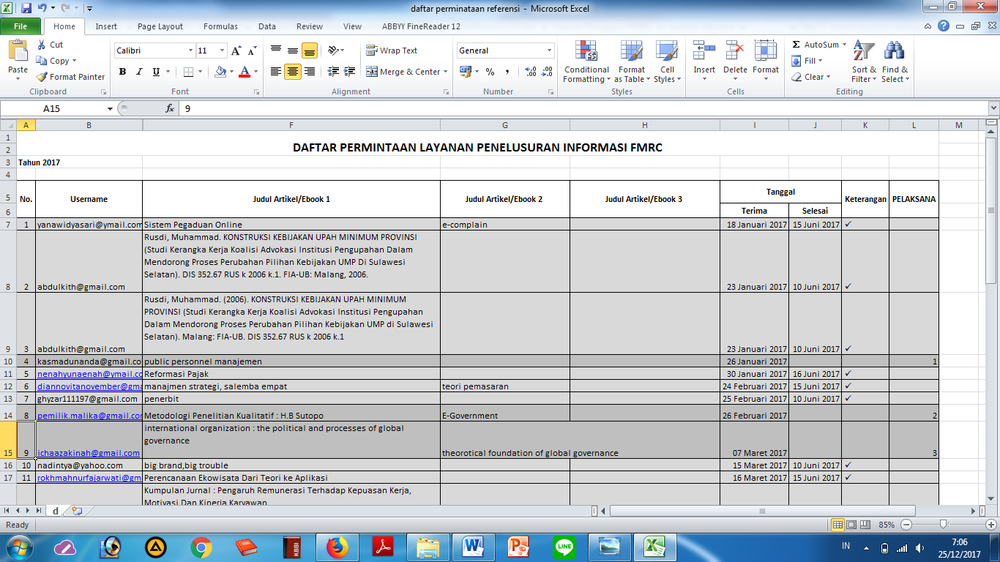 daftar perminataan referensi - Microsoft Excel
File Home Insert Page Layout Formulas Data Review View ABBYY FineReader 12
Paste
Cut
Copy
Format Painter
Clipboard
Calibri 11
B I U
Font
Wrap Text
Merge & Center
Alignment
General
Number
Conditional Formatting
Format as Table
Cell Styles
Styles
Insert Delete Format
Cells
AutoSum
Fill
Clear
Sort & Filter
Find & Select
Editing
A15 fx 9
A B F G H I J K L M
1
2 DAFTAR PERMINTAAN LAYANAN PENELUSURAN INFORMASI FMRC
3 Tahun 2017
4
5 No. Username Judul Artikel/Ebook 1 Judul Artikel/Ebook 2 Judul Artikel/Ebook 3 Tanggal Keterangan PELAKSANA
6 Terima Selesai
7 1 yanawidyasari@ymail.com Sistem Pegaduan Online e-complain 18 Januari 2017 15 Juni 2017 ✓
Rusdi, Muhammad. KONSTRUKSI KEBIJAKAN UPAH MINIMUM PROVINSI
(Studi Kerangka Kerja Koalisi Advokasi Institusi Pengupahan Dalam
Mendorong Proses Perubahan Pilihan Kebijakan UMP Di Sulawesi
Selatan). DIS 352.67 RUS k 2006 k.1. FIA-UB: Malang, 2006.
8 2 abdulkith@gmail.com 23 Januari 2017 10 Juni 2017 ✓
Rusdi, Muhammad. (2006). KONSTRUKSI KEBIJAKAN UPAH MINIMUM
PROVINSI (Studi Kerangka Kerja Koalisi Advokasi Institusi Pengupahan
Dalam Mendorong Proses Perubahan Pilihan Kebijakan UMP di Sulawesi
Selatan). Malang: FIA-UB. DIS 352.67 RUS k 2006 k.1
9 3 abdulkith@gmail.com 23 Januari 2017 10 Juni 2017 ✓
10 4 kasmadunanda@gmail.co public personnel manajemen 26 Januari 2017 1
11 5 nenahyunaenah@ymail.co Reformasi Pajak 30 Januari 2017 16 Juni 2017 ✓
12 6 diannovitanovember@gma manajmen strategi, salemba empat teori pemasaran 24 Februari 2017 15 Juni 2017 ✓
13 7 ghyzar111197@gmail.com penerbit 25 Februari 2017 10 Juni 2017 ✓
14 8 pemilik.malika@gmail.com Metodologi Penelitian Kualitatif : H.B Sutopo E-Government 26 Februari 2017 2
international organization : the political and processes of global
governance
15 9 ichaazakinah@gmail.com theorotical foundation of global governance 07 Maret 2017 3
16 10 nadintya@yahoo.com big brand,big trouble 15 Maret 2017 10 Juni 2017 ✓
17 11 rokhmahnurfajarwati@gm Perencanaan Ekowisata Dari Teori ke Aplikasi 16 Maret 2017 15 Juni 2017 ✓
Kumpulan Jurnal : Pengaruh Remunerasi Terhadap Kepuasan Kerja,
Motivasi Dan Kinerja Karyawan
d
Ready 85%
KBBI LINE IN 7:06
25/12/2017